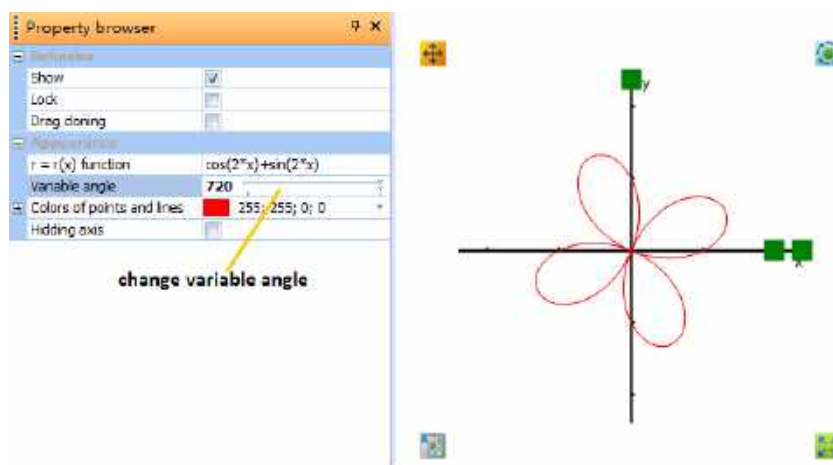 Property browser
Behavior
Show
Lock
Drag cloning
Appearance
r = r(x) function cos(2*x)+sin(2*x)
Variable angle 720
Colors of points and lines 255; 255; 0; 0
Hidding axis
change variable angle
y
x